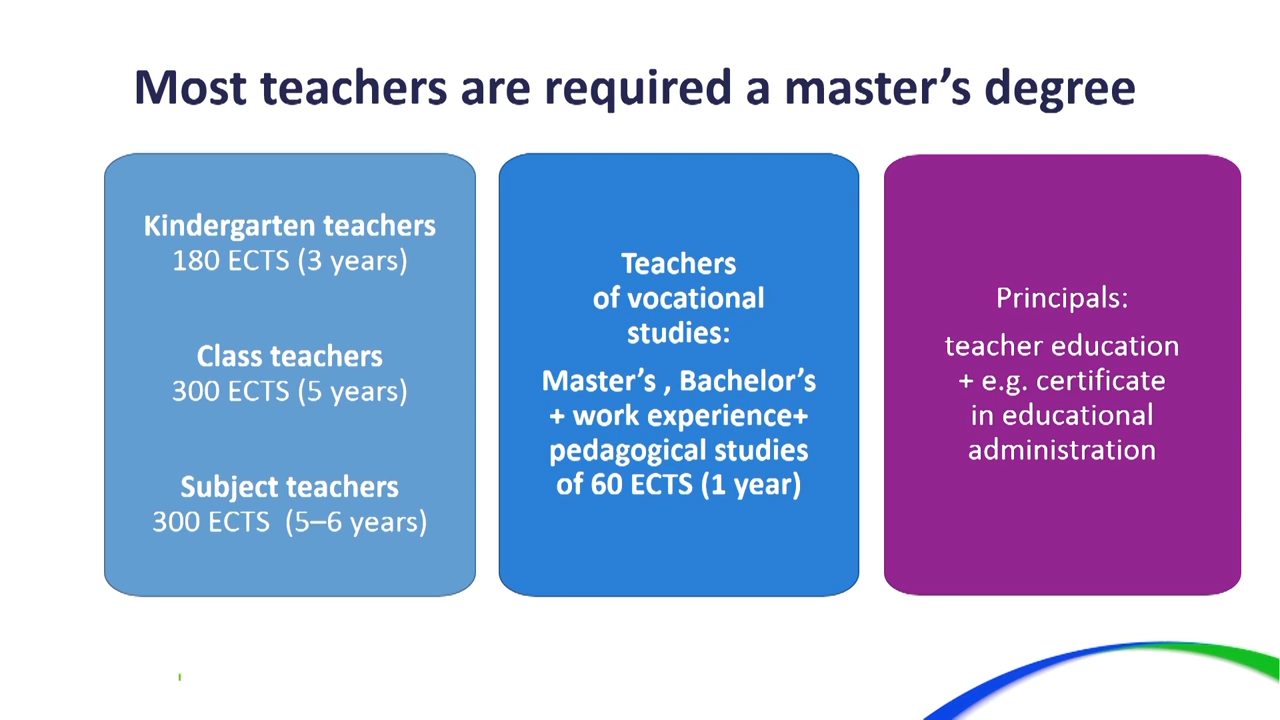 Most teachers are required a master’s degree
Kindergarten teachers
180 ECTS (3 years)
Class teachers
300 ECTS (5 years)
Subject teachers
300 ECTS  (5–6 years)
Teachers
of vocational
studies:
Master’s , Bachelor’s
+ work experience+
pedagogical studies
of 60 ECTS (1 year)
Principals:
teacher education
+ e.g. certificate
in educational
administration